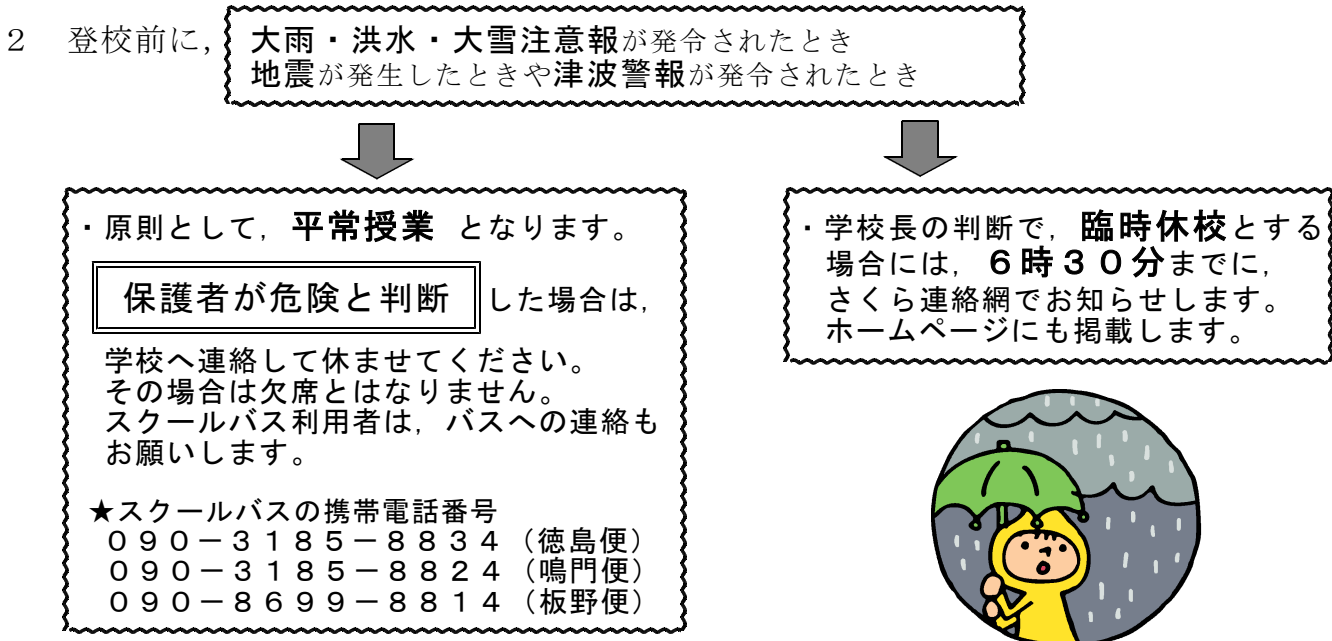 ２　登校前に，大雨・洪水・大雪注意報が発令されたとき
地震が発生したときや津波警報が発令されたとき
・原則として，平常授業 となります。
保護者が危険と判断 した場合は，
学校へ連絡して休ませてください。
その場合は欠席とはなりません。
スクールバス利用者は，バスへの連絡も
お願いします。
★スクールバスの携帯電話番号
０９０－３１８５－８８３４（徳島便）
０９０－３１８５－８８２４（鳴門便）
０９０－８６９９－８８１４（板野便）
・学校長の判断で，臨時休校とする
場合には，６時３０分までに，
さくら連絡網でお知らせします。
ホームページにも掲載します。